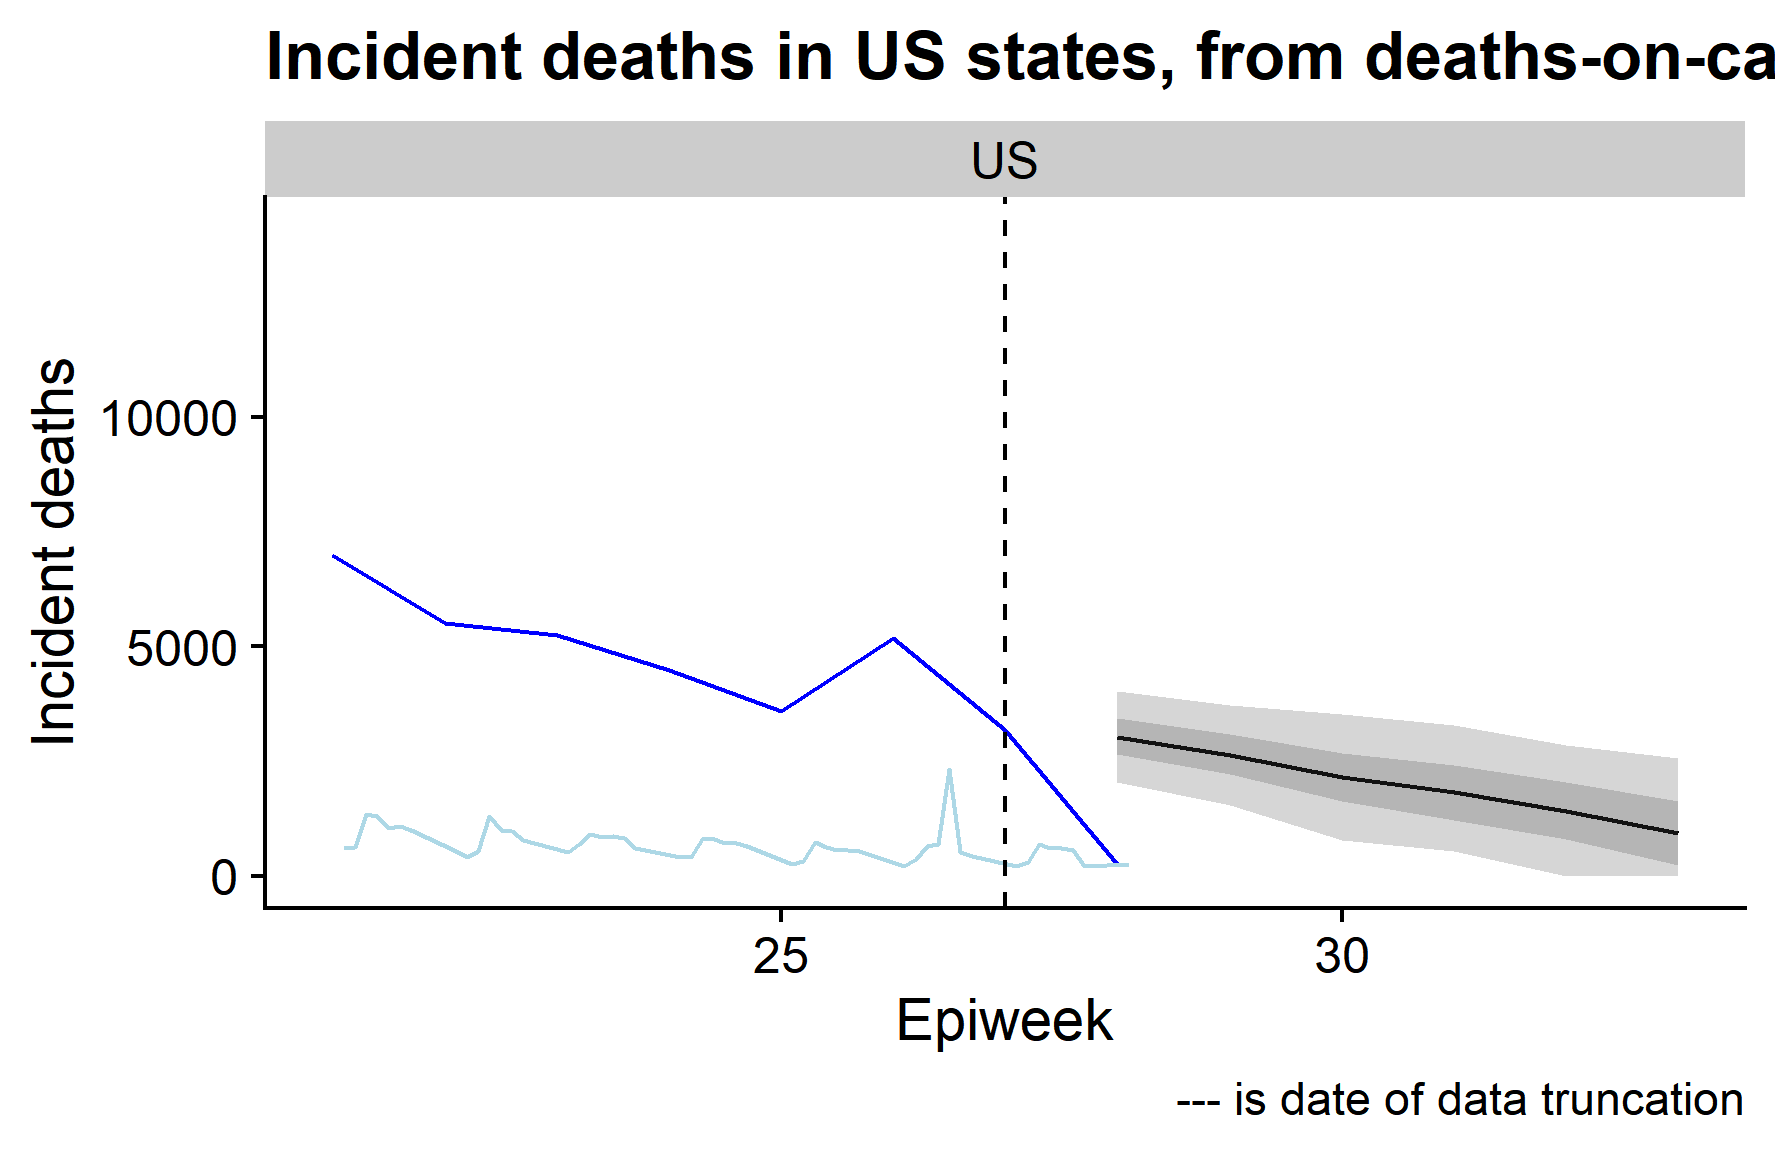 Incident deaths in US states, from deaths-on-ca
US
Incident deaths
10000
5000
0
25
30
Epiweek
--- is date of data truncation